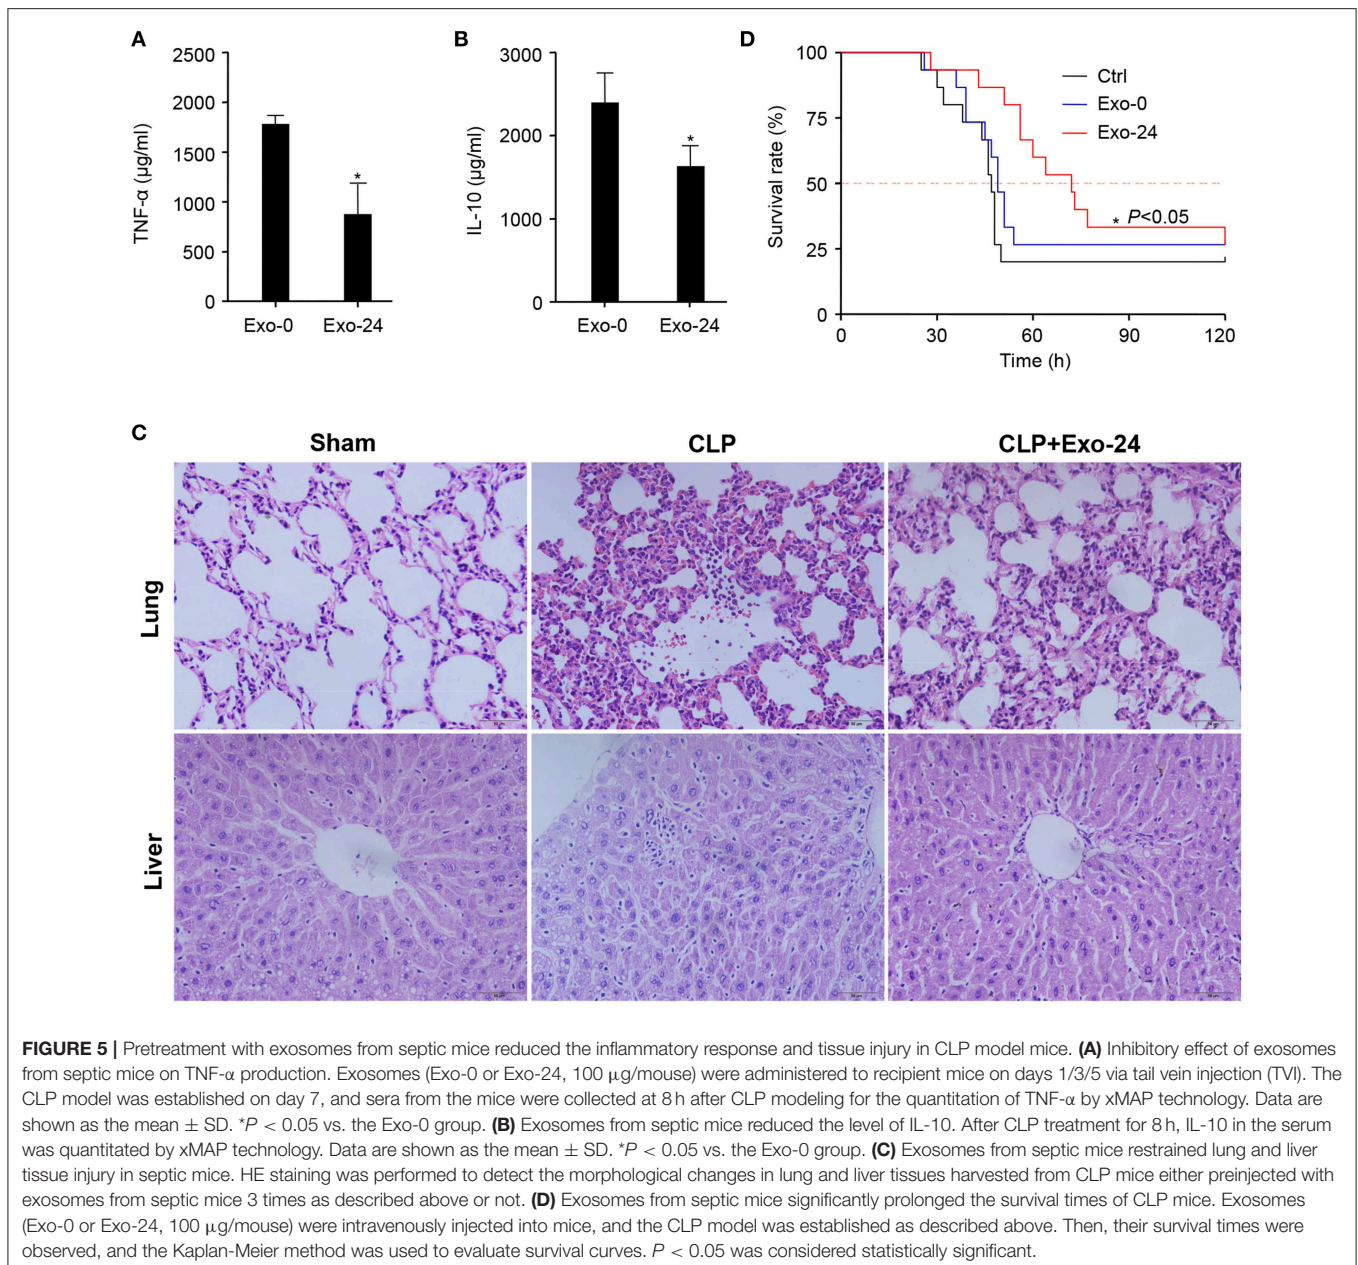 A
2500
2000
1500
1000
500
0
TNF-α (μg/ml)
*
Exo-0
Exo-24
B
3000
2000
1000
0
IL-10 (μg/ml)
*
Exo-0
Exo-24
D
100
75
50
25
0
Survival rate (%)
Ctrl
Exo-0
Exo-24
* P<0.05
0
30
60
90
120
Time (h)
C
Sham
CLP
CLP+Exo-24
Lung
Liver
FIGURE 5 | Pretreatment with exosomes from septic mice reduced the inflammatory response and tissue injury in CLP model mice. (A) Inhibitory effect of exosomes
from septic mice on TNF-α production. Exosomes (Exo-0 or Exo-24, 100 μg/mouse) were administered to recipient mice on days 1/3/5 via tail vein injection (TVI). The
CLP model was established on day 7, and sera from the mice were collected at 8 h after CLP modeling for the quantitation of TNF-α by xMAP technology. Data are
shown as the mean ± SD. *P < 0.05 vs. the Exo-0 group. (B) Exosomes from septic mice reduced the level of IL-10. After CLP treatment for 8 h, IL-10 in the serum
was quantitated by xMAP technology. Data are shown as the mean ± SD. *P < 0.05 vs. the Exo-0 group. (C) Exosomes from septic mice restrained lung and liver
tissue injury in septic mice. HE staining was performed to detect the morphological changes in lung and liver tissues harvested from CLP mice either preinjected with
exosomes from septic mice 3 times as described above or not. (D) Exosomes from septic mice significantly prolonged the survival times of CLP mice. Exosomes
(Exo-0 or Exo-24, 100 μg/mouse) were intravenously injected into mice, and the CLP model was established as described above. Then, their survival times were
observed, and the Kaplan-Meier method was used to evaluate survival curves. P < 0.05 was considered statistically significant.